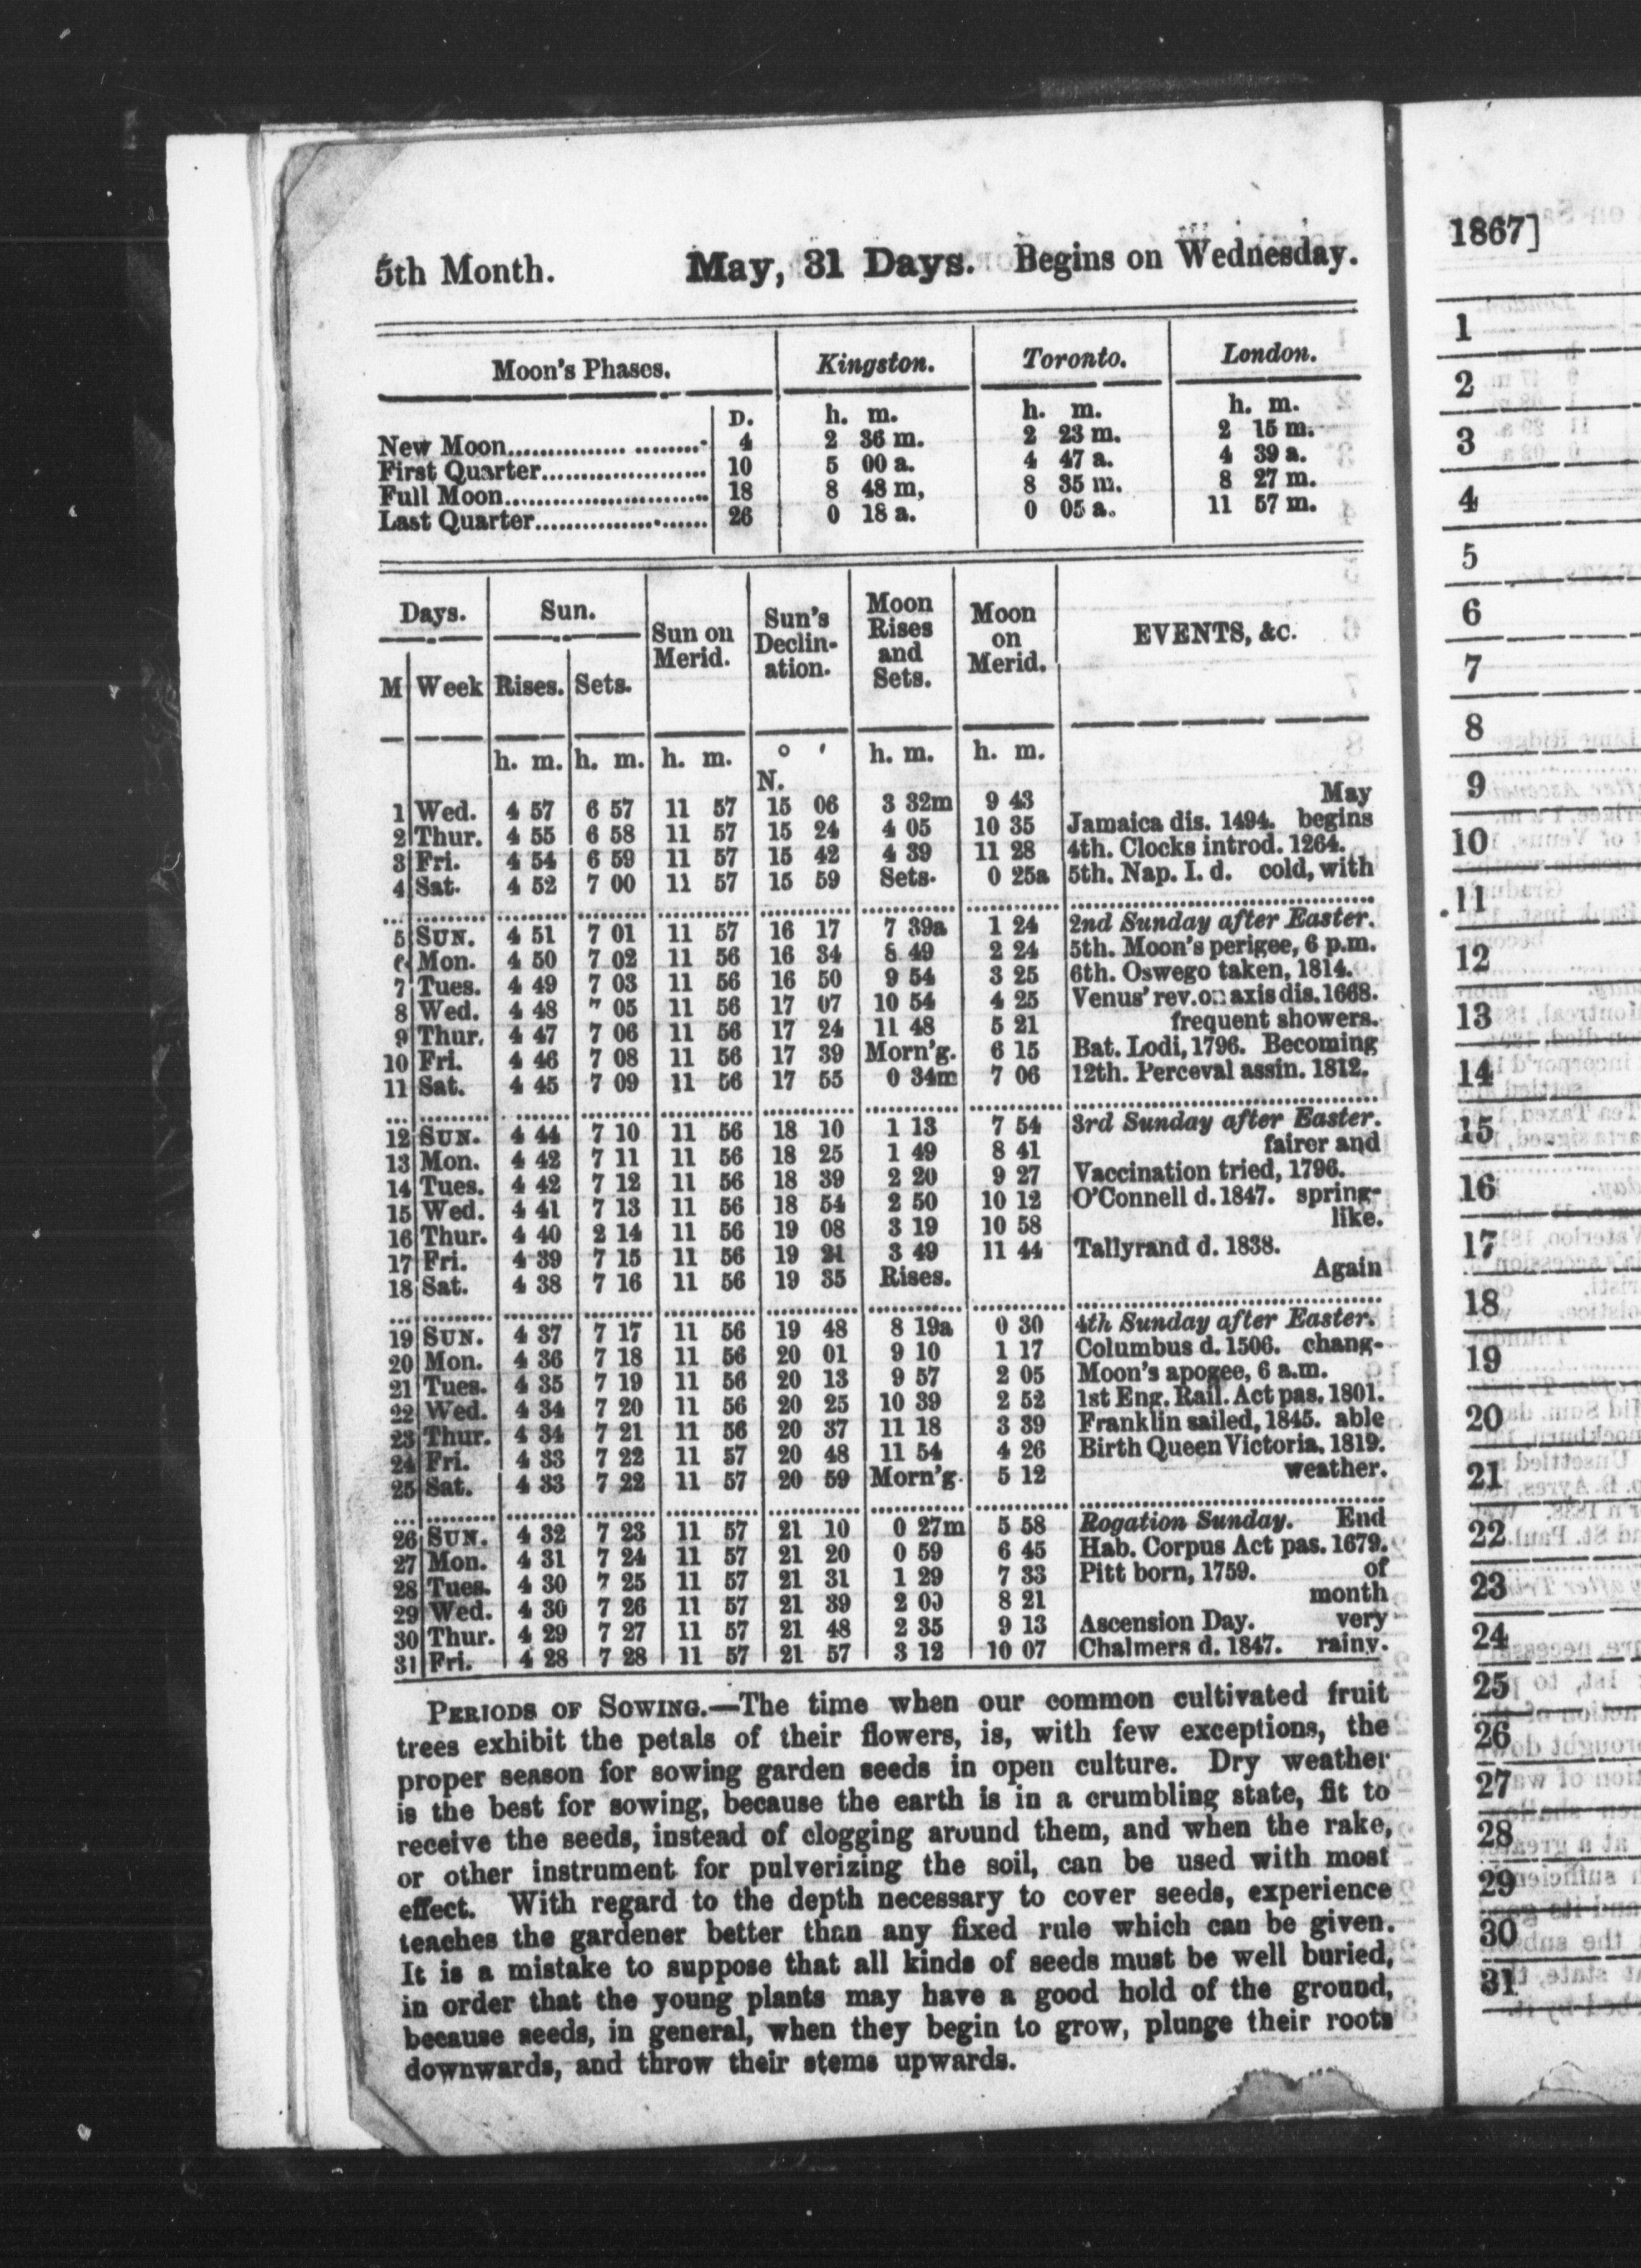 5th Month. May, 31 Days. Begins on Wednesday.
Moon's Phases. Kingston. Toronto. London.
D. h. m. h. m. h. m.
New Moon 4 2 36 m. 2 23 m. 2 15 m.
First Quarter 10 5 00 a. 4 47 a. 4 39 a.
Full Moon 18 8 48 m, 8 35 m. 8 27 m.
Last Quarter 26 0 18 a. 0 05 a. 11 57 m.
Days. Sun. Sun on Merid. Sun's Declin-ation. Moon Rises and Sets. Moon on Merid. EVENTS, &c.
M Week Rises. Sets.
h. m. h. m. h. m. ° ' h. m. h. m.
N.
1 Wed. 4 57 6 57 11 57 15 06 3 32m 9 43 May
2 Thur. 4 55 6 58 11 57 15 24 4 05 10 35 Jamaica dis. 1494. begins
3 Fri. 4 54 6 59 11 57 15 42 4 39 11 28 4th. Clocks introd. 1264.
4 Sat. 4 52 7 00 11 57 15 59 Sets. 0 25a 5th. Nap. I. d. cold, with
5 SUN. 4 51 7 01 11 57 16 17 7 39a 1 24 2nd Sunday after Easter.
Mon. 4 50 7 02 11 56 16 34 8 49 2 24 5th. Moon's perigee, 6 p.m.
7 Tues. 4 49 7 03 11 56 16 50 9 54 3 25 6th. Oswego taken, 1814.
8 Wed. 4 48 7 05 11 56 17 07 10 54 4 25 Venus' rev. on axis dis. 1668.
9 Thur. 4 47 7 06 11 56 17 24 11 48 5 21 frequent showers.
10 Fri. 4 46 7 08 11 56 17 39 Morn'g. 6 15 Bat. Lodi, 1796. Becoming
11 Sat. 4 45 7 09 11 56 17 55 0 34m 7 06 12th. Perceval assin. 1812.
12 SUN. 4 44 7 10 11 56 18 10 1 13 7 54 3rd Sunday after Easter.
13 Mon. 4 42 7 11 11 56 18 25 1 49 8 41 fairer and
14 Tues. 4 42 7 12 11 56 18 39 2 20 9 27 Vaccination tried, 1796.
15 Wed. 4 41 7 13 11 56 18 54 2 50 10 12 O'Connell d. 1847. spring-
16 Thur. 4 40 2 14 11 56 19 08 3 19 10 58 like.
17 Fri. 4 39 7 15 11 56 19 21 3 49 11 44 Tallyrand d. 1838.
18 Sat. 4 38 7 16 11 56 19 35 Rises. Again
19 SUN. 4 37 7 17 11 56 19 48 8 19a 0 30 4th Sunday after Easter.
20 Mon. 4 36 7 18 11 56 20 01 9 10 1 17 Columbus d. 1506. chang-
21 Tues. 4 35 7 19 11 56 20 13 9 57 2 05 Moon's apogee, 6 a.m.
22 Wed. 4 34 7 20 11 56 20 25 10 39 2 52 1st Eng. Rail. Act pas. 1801.
23 Thur. 4 34 7 21 11 56 20 37 11 18 3 39 Franklin sailed, 1845. able
24 Fri. 4 33 7 22 11 57 20 48 11 54 4 26 Birth Queen Victoria. 1819.
25 Sat. 4 33 7 22 11 57 20 59 Morn'g. 5 12 weather.
26 SUN. 4 32 7 23 11 57 21 10 0 27m 5 58 Rogation Sunday. End
27 Mon. 4 31 7 24 11 57 21 20 0 59 6 45 Hab. Corpus Act pas. 1679.
28 Tues. 4 30 7 25 11 57 21 31 1 29 7 33 Pitt born, 1759. of
29 Wed. 4 30 7 26 11 57 21 39 2 00 8 21 month
30 Thur. 4 29 7 27 11 57 21 48 2 35 9 13 Ascension Day. very
31 Fri. 4 28 7 28 11 57 21 57 3 12 10 07 Chalmers d. 1847. rainy.
PERIODS OF SOWING.—The time when our common cultivated fruit
trees exhibit the petals of their flowers, is, with few exceptions, the
proper season for sowing garden seeds in open culture. Dry weather
is the best for sowing, because the earth is in a crumbling state, fit to
receive the seeds, instead of clogging around them, and when the rake,
or other instrument for pulverizing the soil, can be used with most
effect. With regard to the depth necessary to cover seeds, experience
teaches the gardener better than any fixed rule which can be given.
It is a mistake to suppose that all kinds of seeds must be well buried,
in order that the young plants may have a good hold of the ground,
because seeds, in general, when they begin to grow, plunge their roots
downwards, and throw their stems upwards.
1867]
1
2
3
4
5
6
7
8
9
10
11
12
13
14
15
16
17
18
19
20
21
22
23
24
25
26
27
28
29
30
31